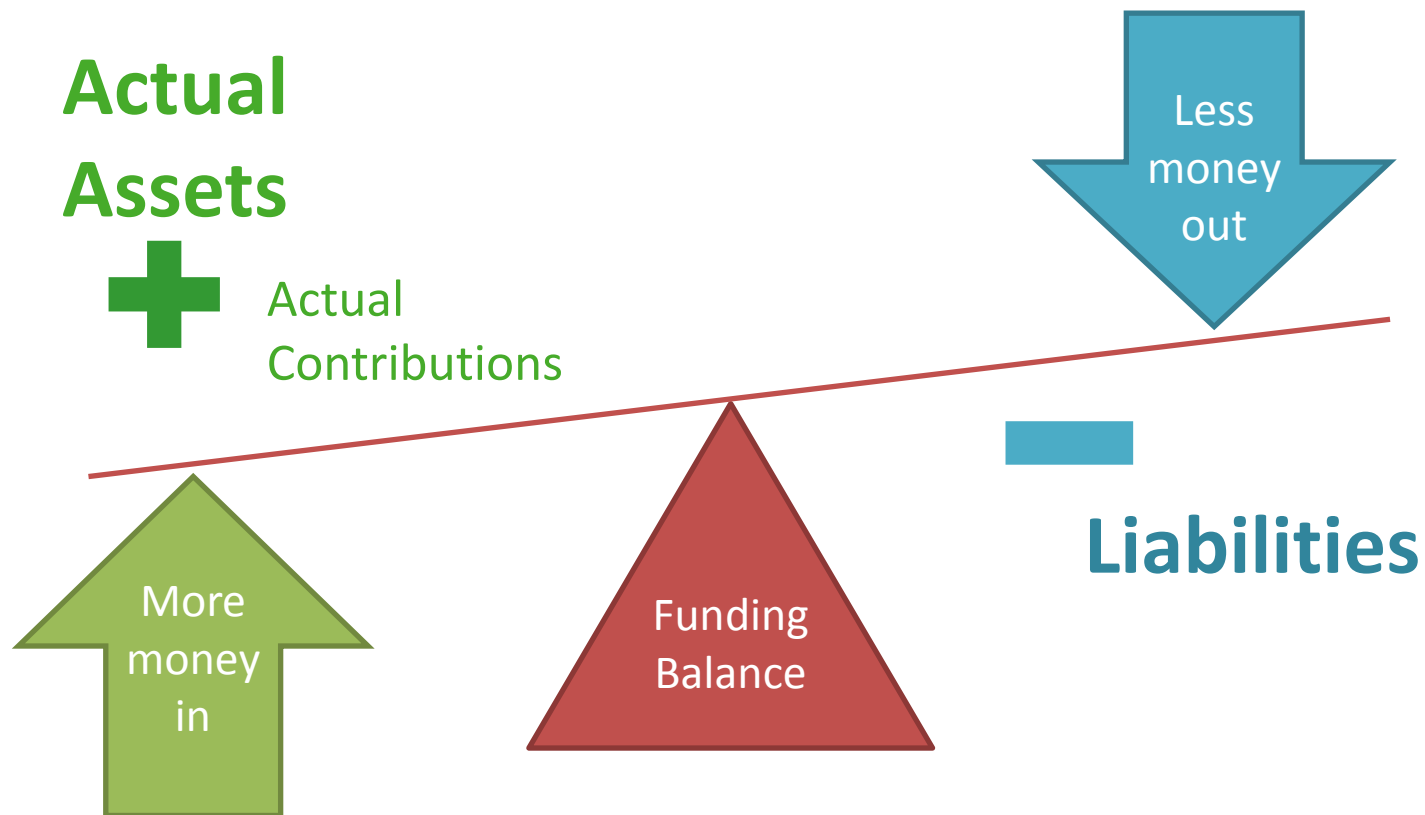 Actual
Assets
Actual
Contributions
Less
money
out
Liabilities
More
money
in
Funding
Balance